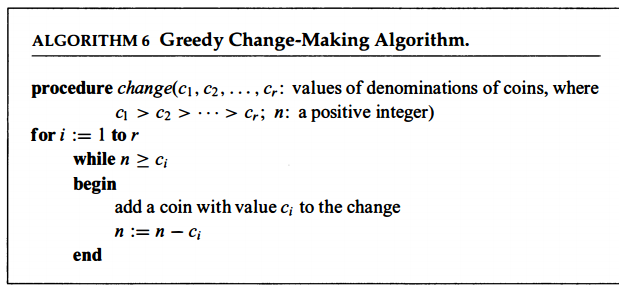 ALGORITHM 6 Greedy Change-Making Algorithm.
procedure change(c₁, c₂, . . . , cᵣ: values of denominations of coins, where
c₁ > c₂ > · · · > cᵣ; n: a positive integer)
for i := 1 to r
while n ≥ cᵢ
begin
add a coin with value cᵢ to the change
n := n − cᵢ
end